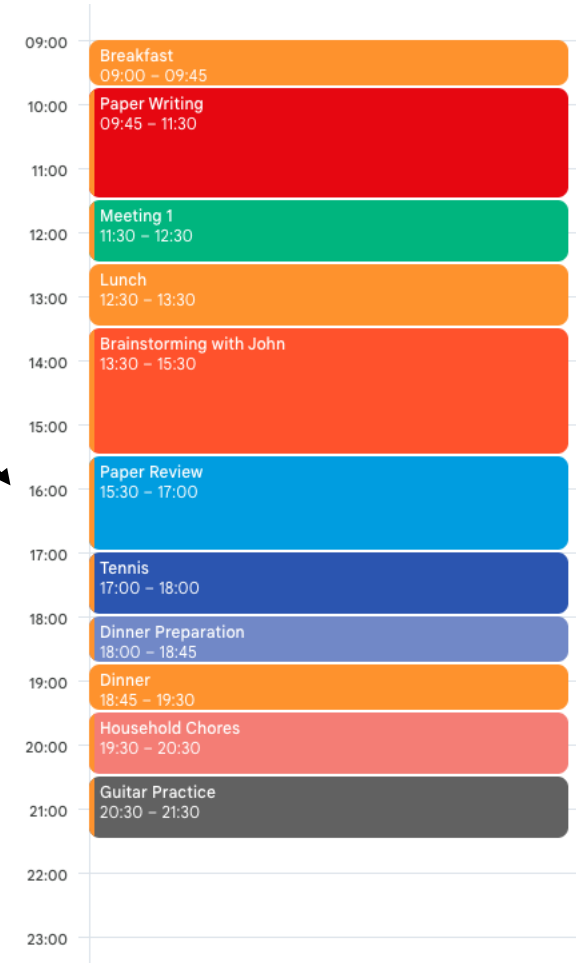 09:00
Breakfast
09:00 – 09:45
10:00
Paper Writing
09:45 – 11:30
11:00
Meeting 1
11:30 – 12:30
12:00
Lunch
12:30 – 13:30
13:00
Brainstorming with John
13:30 – 15:30
14:00
15:00
Paper Review
15:30 – 17:00
16:00
17:00
Tennis
17:00 – 18:00
18:00
Dinner Preparation
18:00 – 18:45
19:00
Dinner
18:45 – 19:30
Household Chores
19:30 – 20:30
20:00
Guitar Practice
20:30 – 21:30
21:00
22:00
23:00